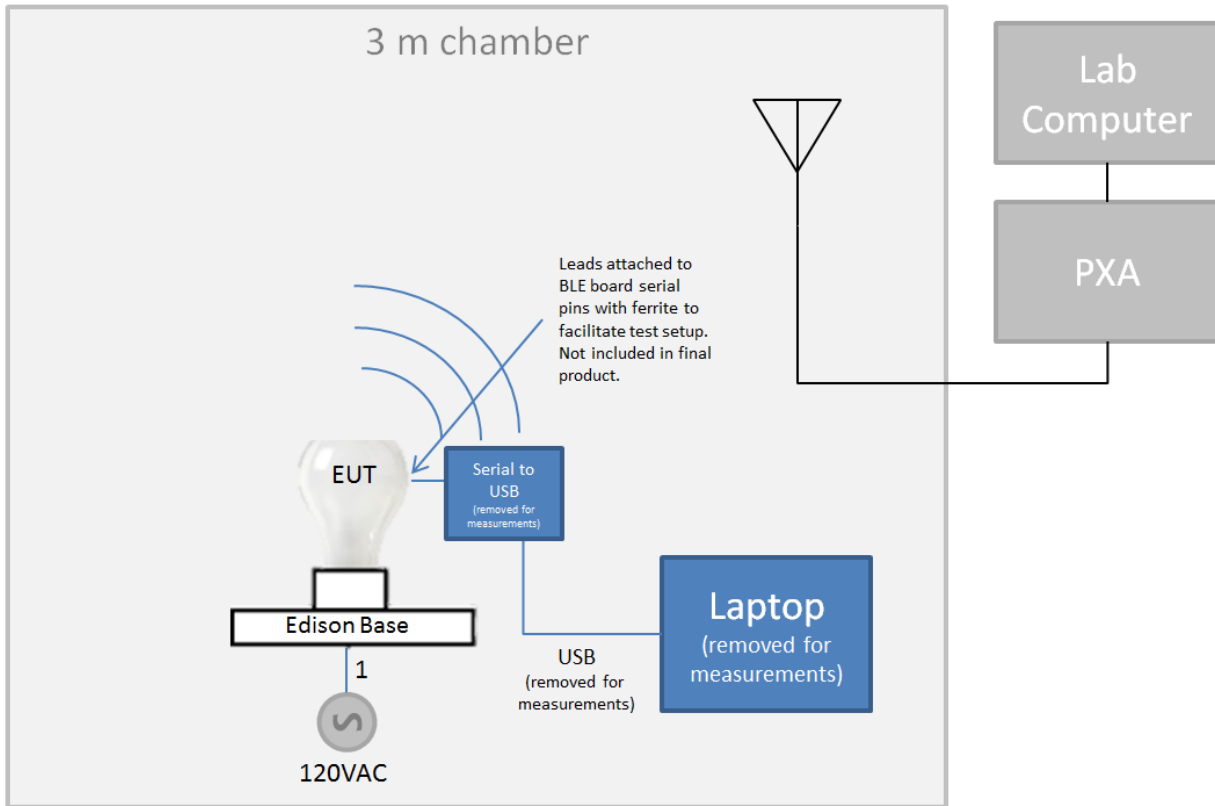 3 m chamber
Lab
Computer
PXA
Leads attached to
BLE board serial
pins with ferrite to
facilitate test setup.
Not included in final
product.
EUT
Serial to
USB
(removed for
measurements)
Edison Base
1
120VAC
USB
(removed for
measurements)
Laptop
(removed for
measurements)